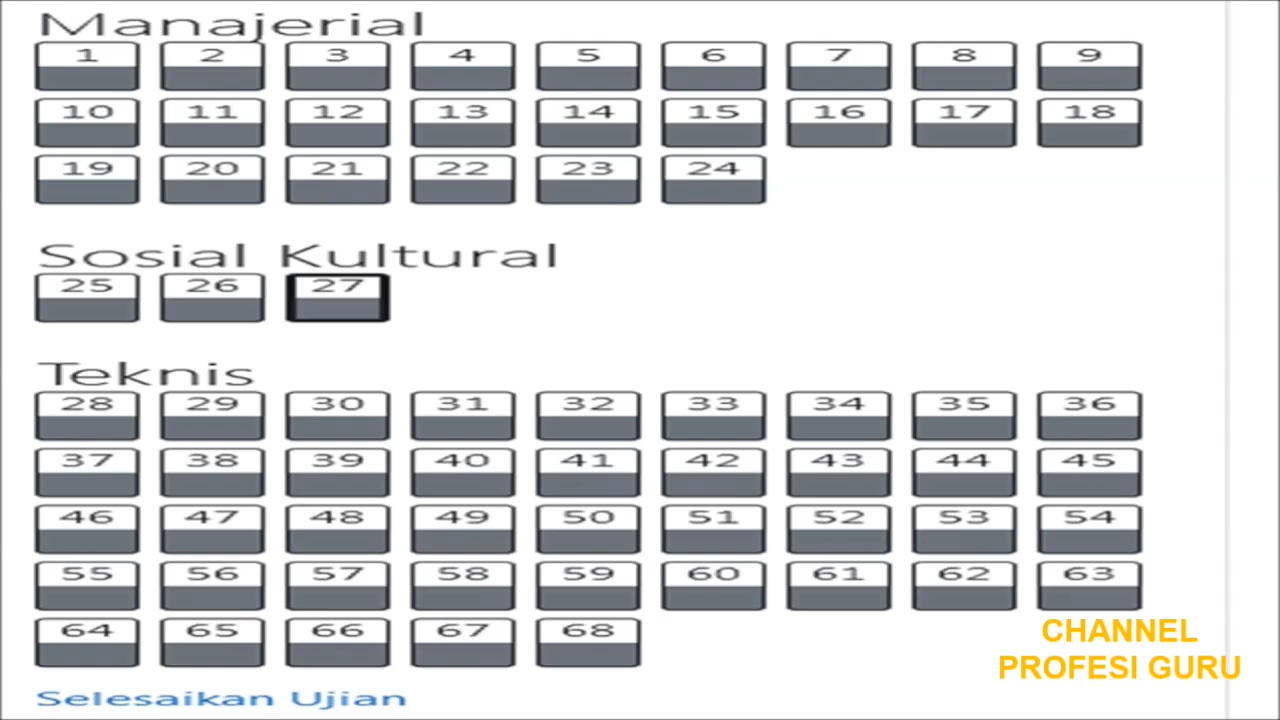 Manajerial
1 2 3 4 5 6 7 8 9
10 11 12 13 14 15 16 17 18
19 20 21 22 23 24
Sosial Kultural
25 26 27
Teknis
28 29 30 31 32 33 34 35 36
37 38 39 40 41 42 43 44 45
46 47 48 49 50 51 52 53 54
55 56 57 58 59 60 61 62 63
64 65 66 67 68
CHANNEL
PROFESI GURU
Selesaikan Ujian